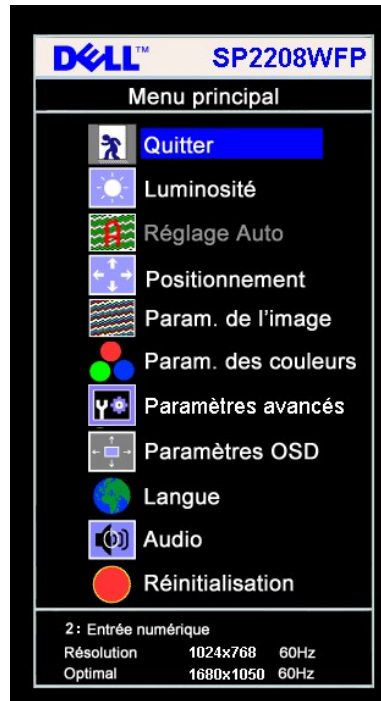 DELL™ SP2208WFP
Menu principal
Quitter
Luminosité
Réglage Auto
Positionnement
Param. de l'image
Param. des couleurs
Paramètres avancés
Paramètres OSD
Langue
Audio
Réinitialisation
2: Entrée numérique
Résolution 1024x768 60Hz
Optimal 1680x1050 60Hz